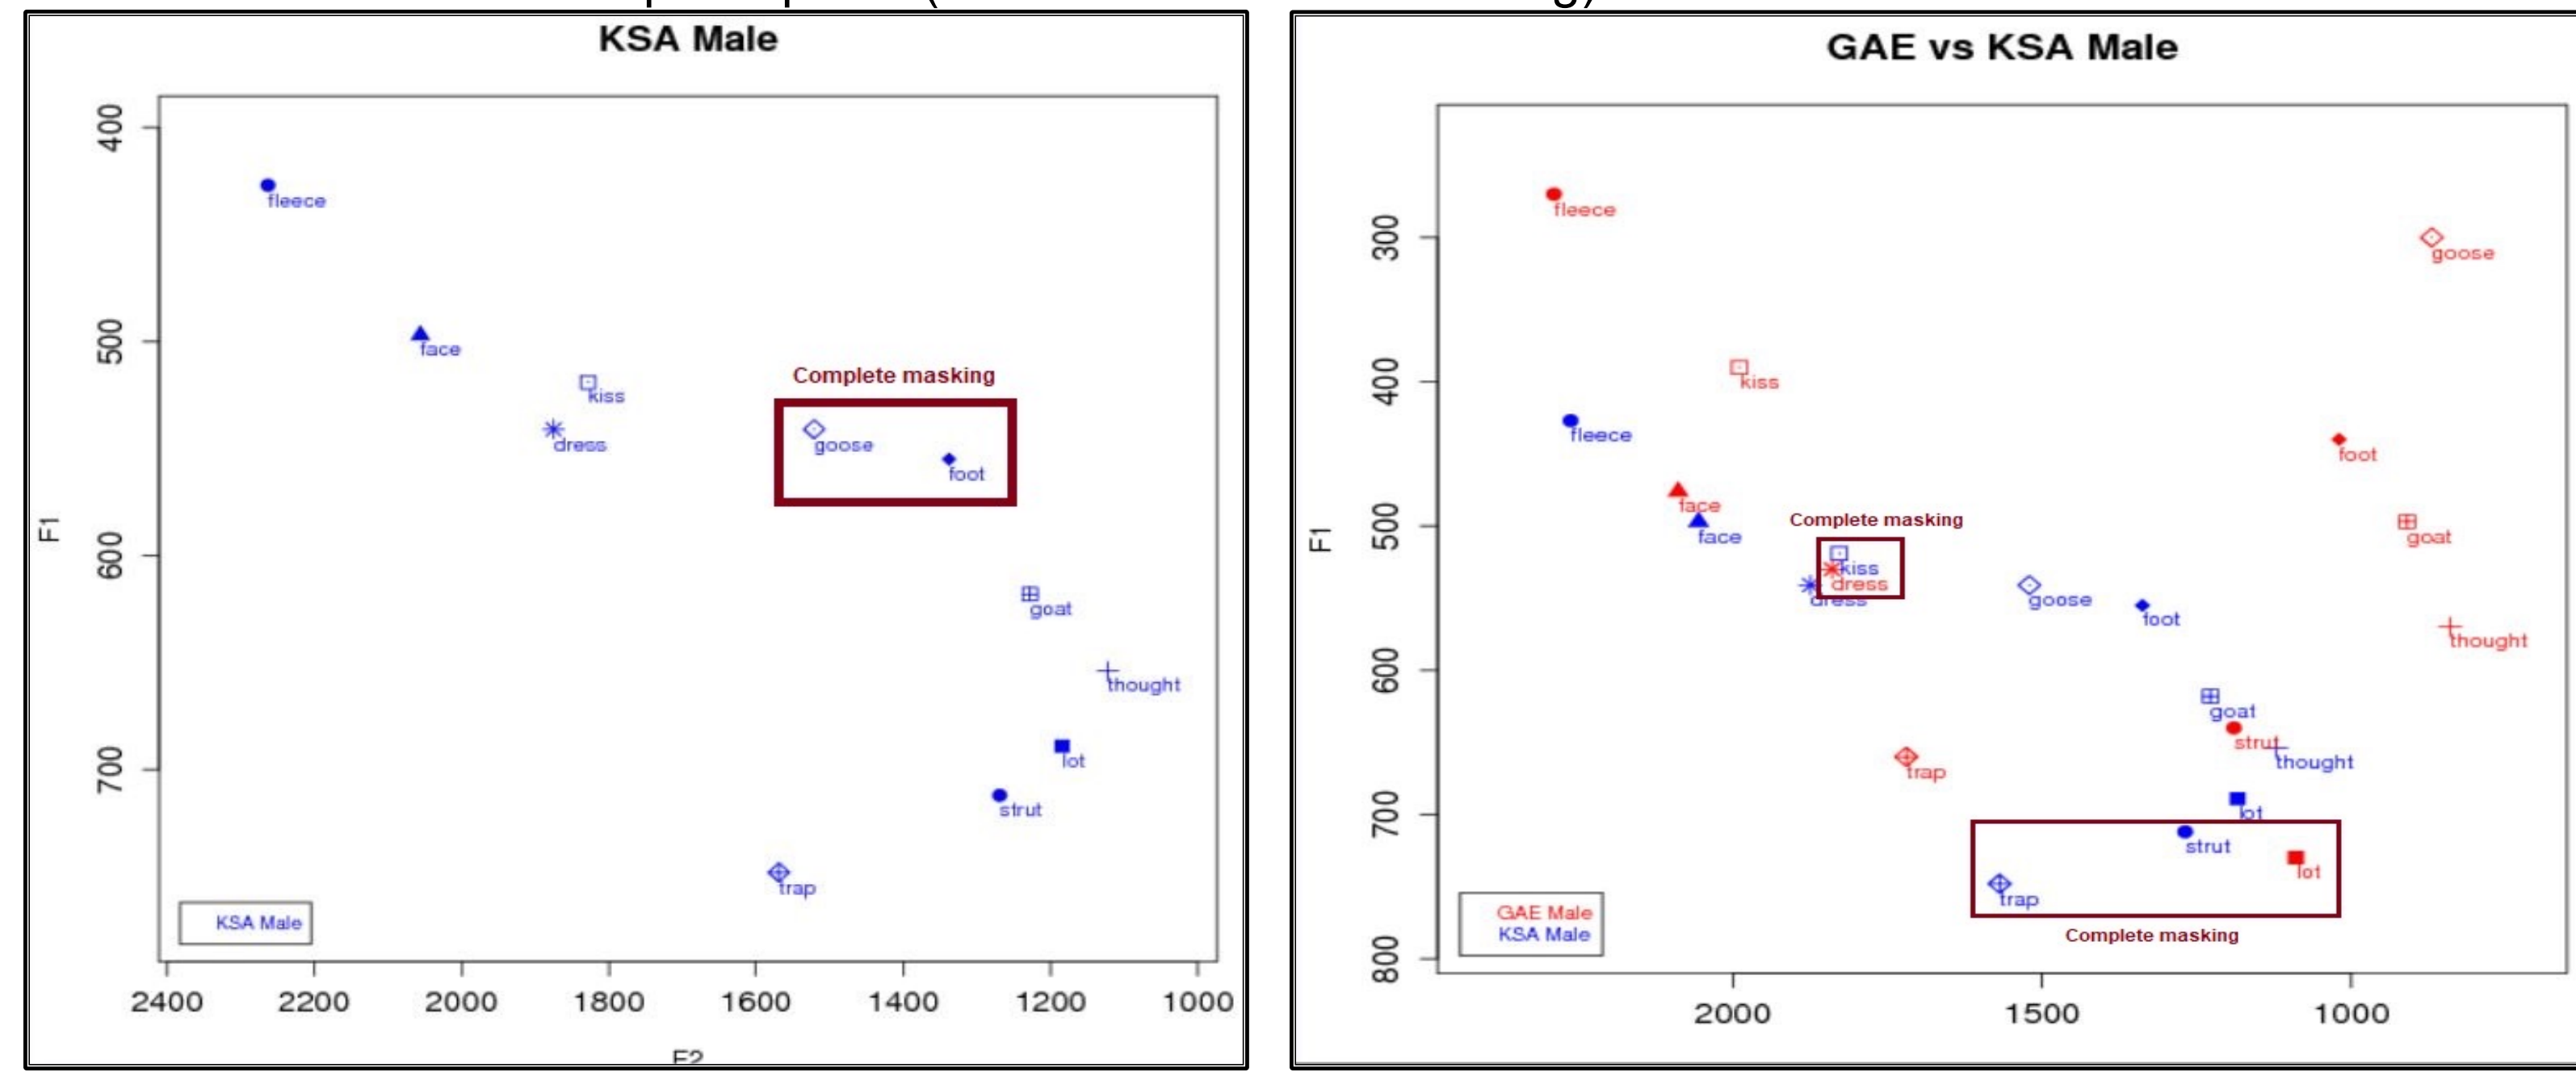 KSA Male
400
500
600
700
F1
fleece
face
kiss
dress
Complete masking
goose
foot
goat
thought
lot
strut
trap
KSA Male
2400 2200 2000 1800 1600 1400 1200 1000
F2
GAE vs KSA Male
300
400
500
600
700
800
F1
fleece
goose
kiss
fleece
foot
face
face
Complete masking
goat
kiss
dress
dress
goose
foot
thought
goat
strut
thought
trap
lot
strut
lot
trap
Complete masking
GAE Male
KSA Male
2000 1500 1000